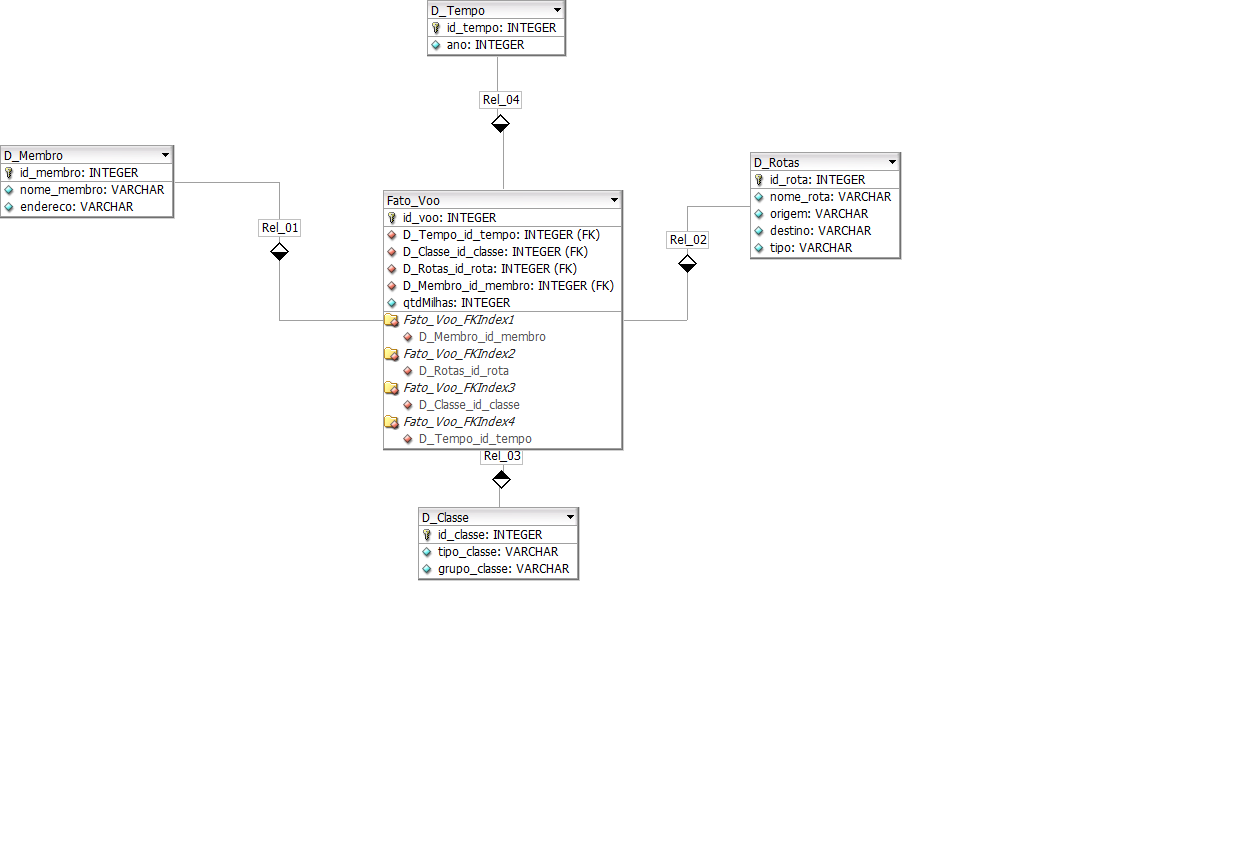 D_Tempo
id_tempo: INTEGER
ano: INTEGER
Rel_04
D_Membro
id_membro: INTEGER
nome_membro: VARCHAR
endereco: VARCHAR
Rel_01
Fato_Voo
id_voo: INTEGER
D_Tempo_id_tempo: INTEGER (FK)
D_Classe_id_classe: INTEGER (FK)
D_Rotas_id_rota: INTEGER (FK)
D_Membro_id_membro: INTEGER (FK)
qtdMilhas: INTEGER
Fato_Voo_FKIndex1
D_Membro_id_membro
Fato_Voo_FKIndex2
D_Rotas_id_rota
Fato_Voo_FKIndex3
D_Classe_id_classe
Fato_Voo_FKIndex4
D_Tempo_id_tempo
Rel_02
D_Rotas
id_rota: INTEGER
nome_rota: VARCHAR
origem: VARCHAR
destino: VARCHAR
tipo: VARCHAR
Rel_03
D_Classe
id_classe: INTEGER
tipo_classe: VARCHAR
grupo_classe: VARCHAR